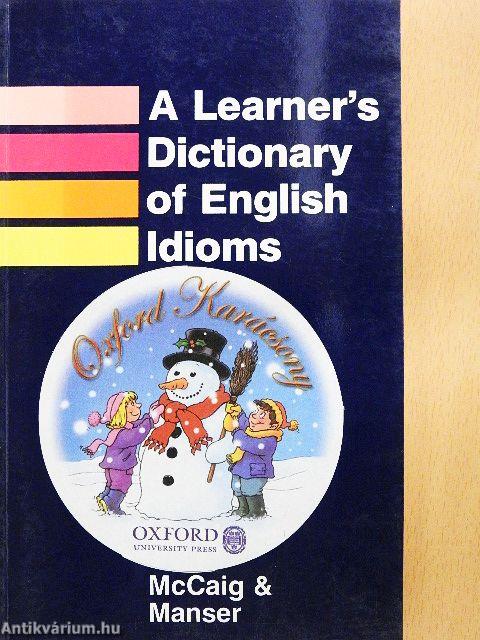 A Learner's
Dictionary
of English
Idioms
Oxford Karácsony
OXFORD
UNIVERSITY PRESS
McCaig &
Manser
Antikvárium.hu